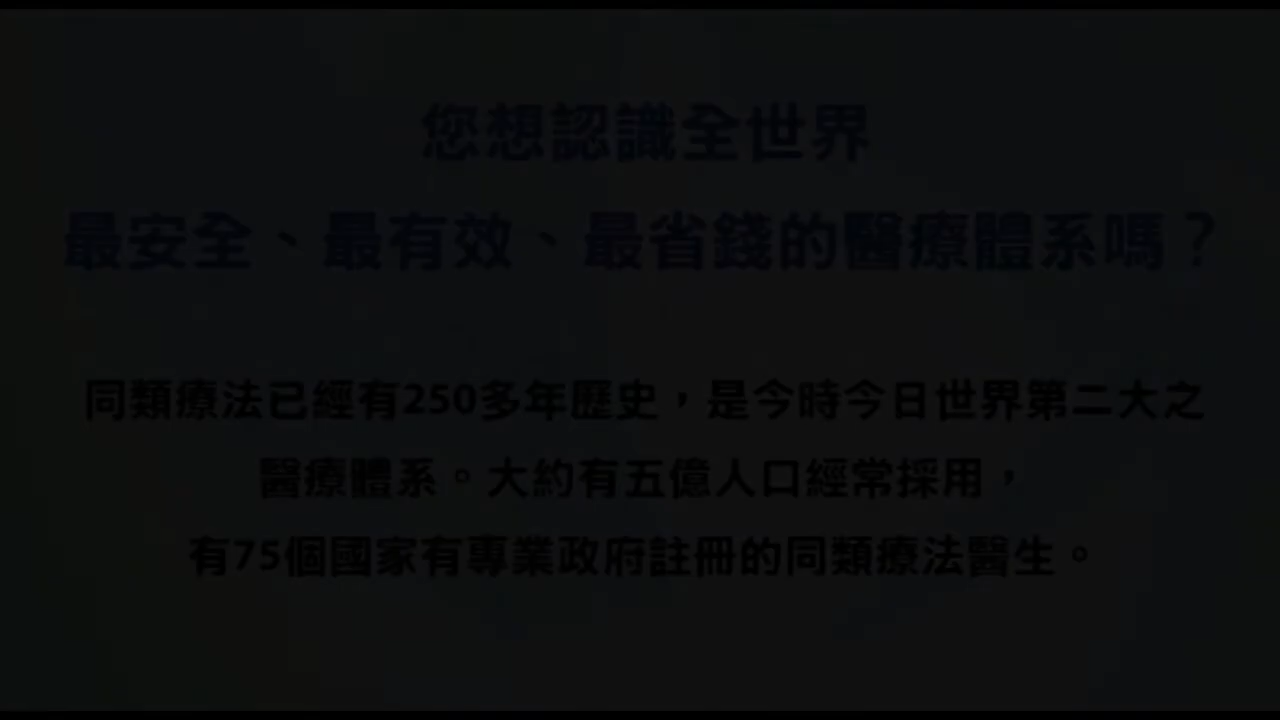 您想認識全世界
最安全、最有效、最省錢的醫療體系嗎？
同類療法已經有250多年歷史，是今時今日世界第二大之
醫療體系。大約有五億人口經常採用，
有75個國家有專業政府註冊的同類療法醫生。